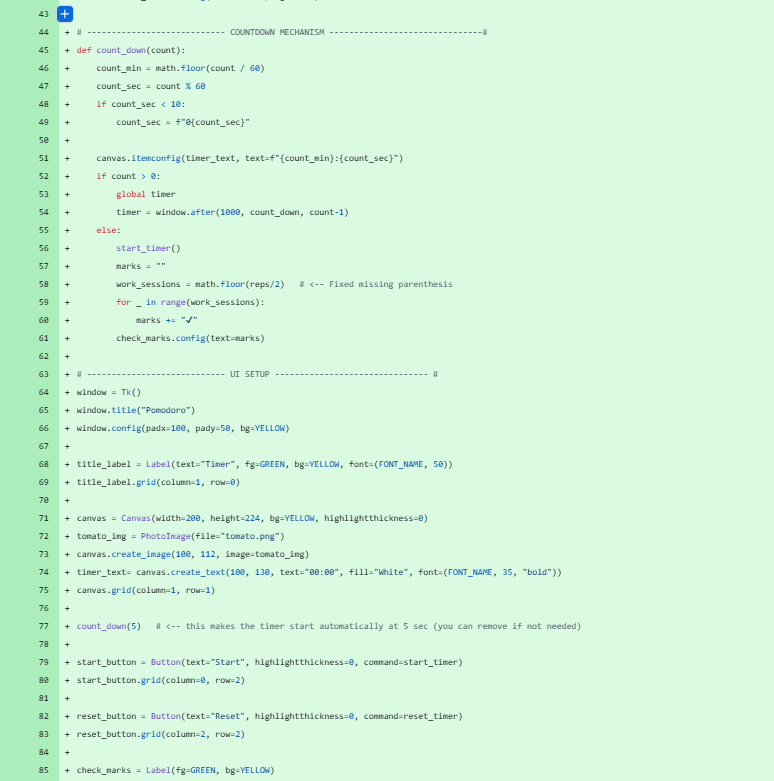 43 +
44 + # ---------------------------- COUNTDOWN MECHANISM -------------------------------#
45 + def count_down(count):
46 +     count_min = math.floor(count / 60)
47 +     count_sec = count % 60
48 +     if count_sec < 10:
49 +         count_sec = f"0{count_sec}"
50 +
51 +     canvas.itemconfig(timer_text, text=f"{count_min}:{count_sec}")
52 +     if count > 0:
53 +         global timer
54 +         timer = window.after(1000, count_down, count-1)
55 +     else:
56 +         start_timer()
57 +         marks = ""
58 +         work_sessions = math.floor(reps/2)   # <-- Fixed missing parenthesis
59 +         for _ in range(work_sessions):
60 +             marks += "✓"
61 +         check_marks.config(text=marks)
62 +
63 + # ---------------------------- UI SETUP ------------------------------- #
64 + window = Tk()
65 + window.title("Pomodoro")
66 + window.config(padx=100, pady=50, bg=YELLOW)
67 +
68 + title_label = Label(text="Timer", fg=GREEN, bg=YELLOW, font=(FONT_NAME, 50))
69 + title_label.grid(column=1, row=0)
70 +
71 + canvas = Canvas(width=200, height=224, bg=YELLOW, highlightthickness=0)
72 + tomato_img = PhotoImage(file="tomato.png")
73 + canvas.create_image(100, 112, image=tomato_img)
74 + timer_text= canvas.create_text(100, 130, text="00:00", fill="White", font=(FONT_NAME, 35, "bold"))
75 + canvas.grid(column=1, row=1)
76 +
77 + count_down(5)   # <-- this makes the timer start automatically at 5 sec (you can remove if not needed)
78 +
79 + start_button = Button(text="Start", highlightthickness=0, command=start_timer)
80 + start_button.grid(column=0, row=2)
81 +
82 + reset_button = Button(text="Reset", highlightthickness=0, command=reset_timer)
83 + reset_button.grid(column=2, row=2)
84 +
85 + check_marks = Label(fg=GREEN, bg=YELLOW)